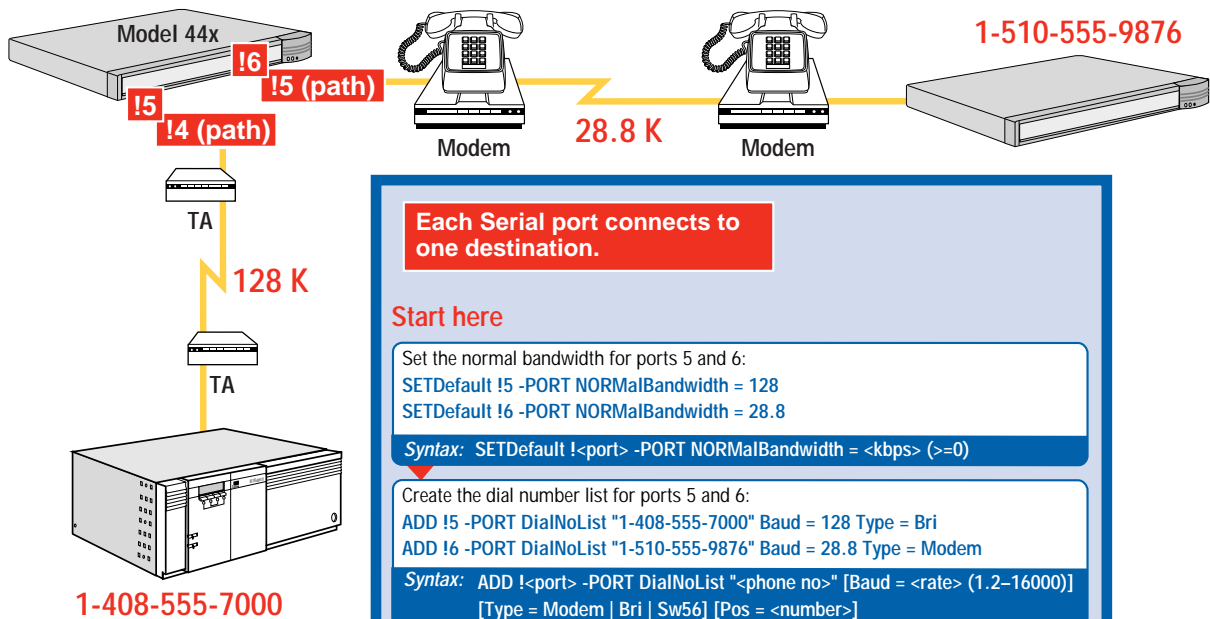 Model 44x
!6
!5 (path)
!5
!4 (path)
Modem
28.8 K
Modem
1-510-555-9876
TA
128 K
TA
1-408-555-7000
Each Serial port connects to
one destination.
Start here
Set the normal bandwidth for ports 5 and 6:
SETDefault !5 -PORT NORMalBandwidth = 128
SETDefault !6 -PORT NORMalBandwidth = 28.8
Syntax: SETDefault !<port> -PORT NORMalBandwidth = <kbps> (>=0)
Create the dial number list for ports 5 and 6:
ADD !5 -PORT DialNoList "1-408-555-7000" Baud = 128 Type = Bri
ADD !6 -PORT DialNoList "1-510-555-9876" Baud = 28.8 Type = Modem
Syntax: ADD !<port> -PORT DialNoList "<phone no>" [Baud = <rate> (1.2–16000)]
[Type = Modem | Bri | Sw56] [Pos = <number>]